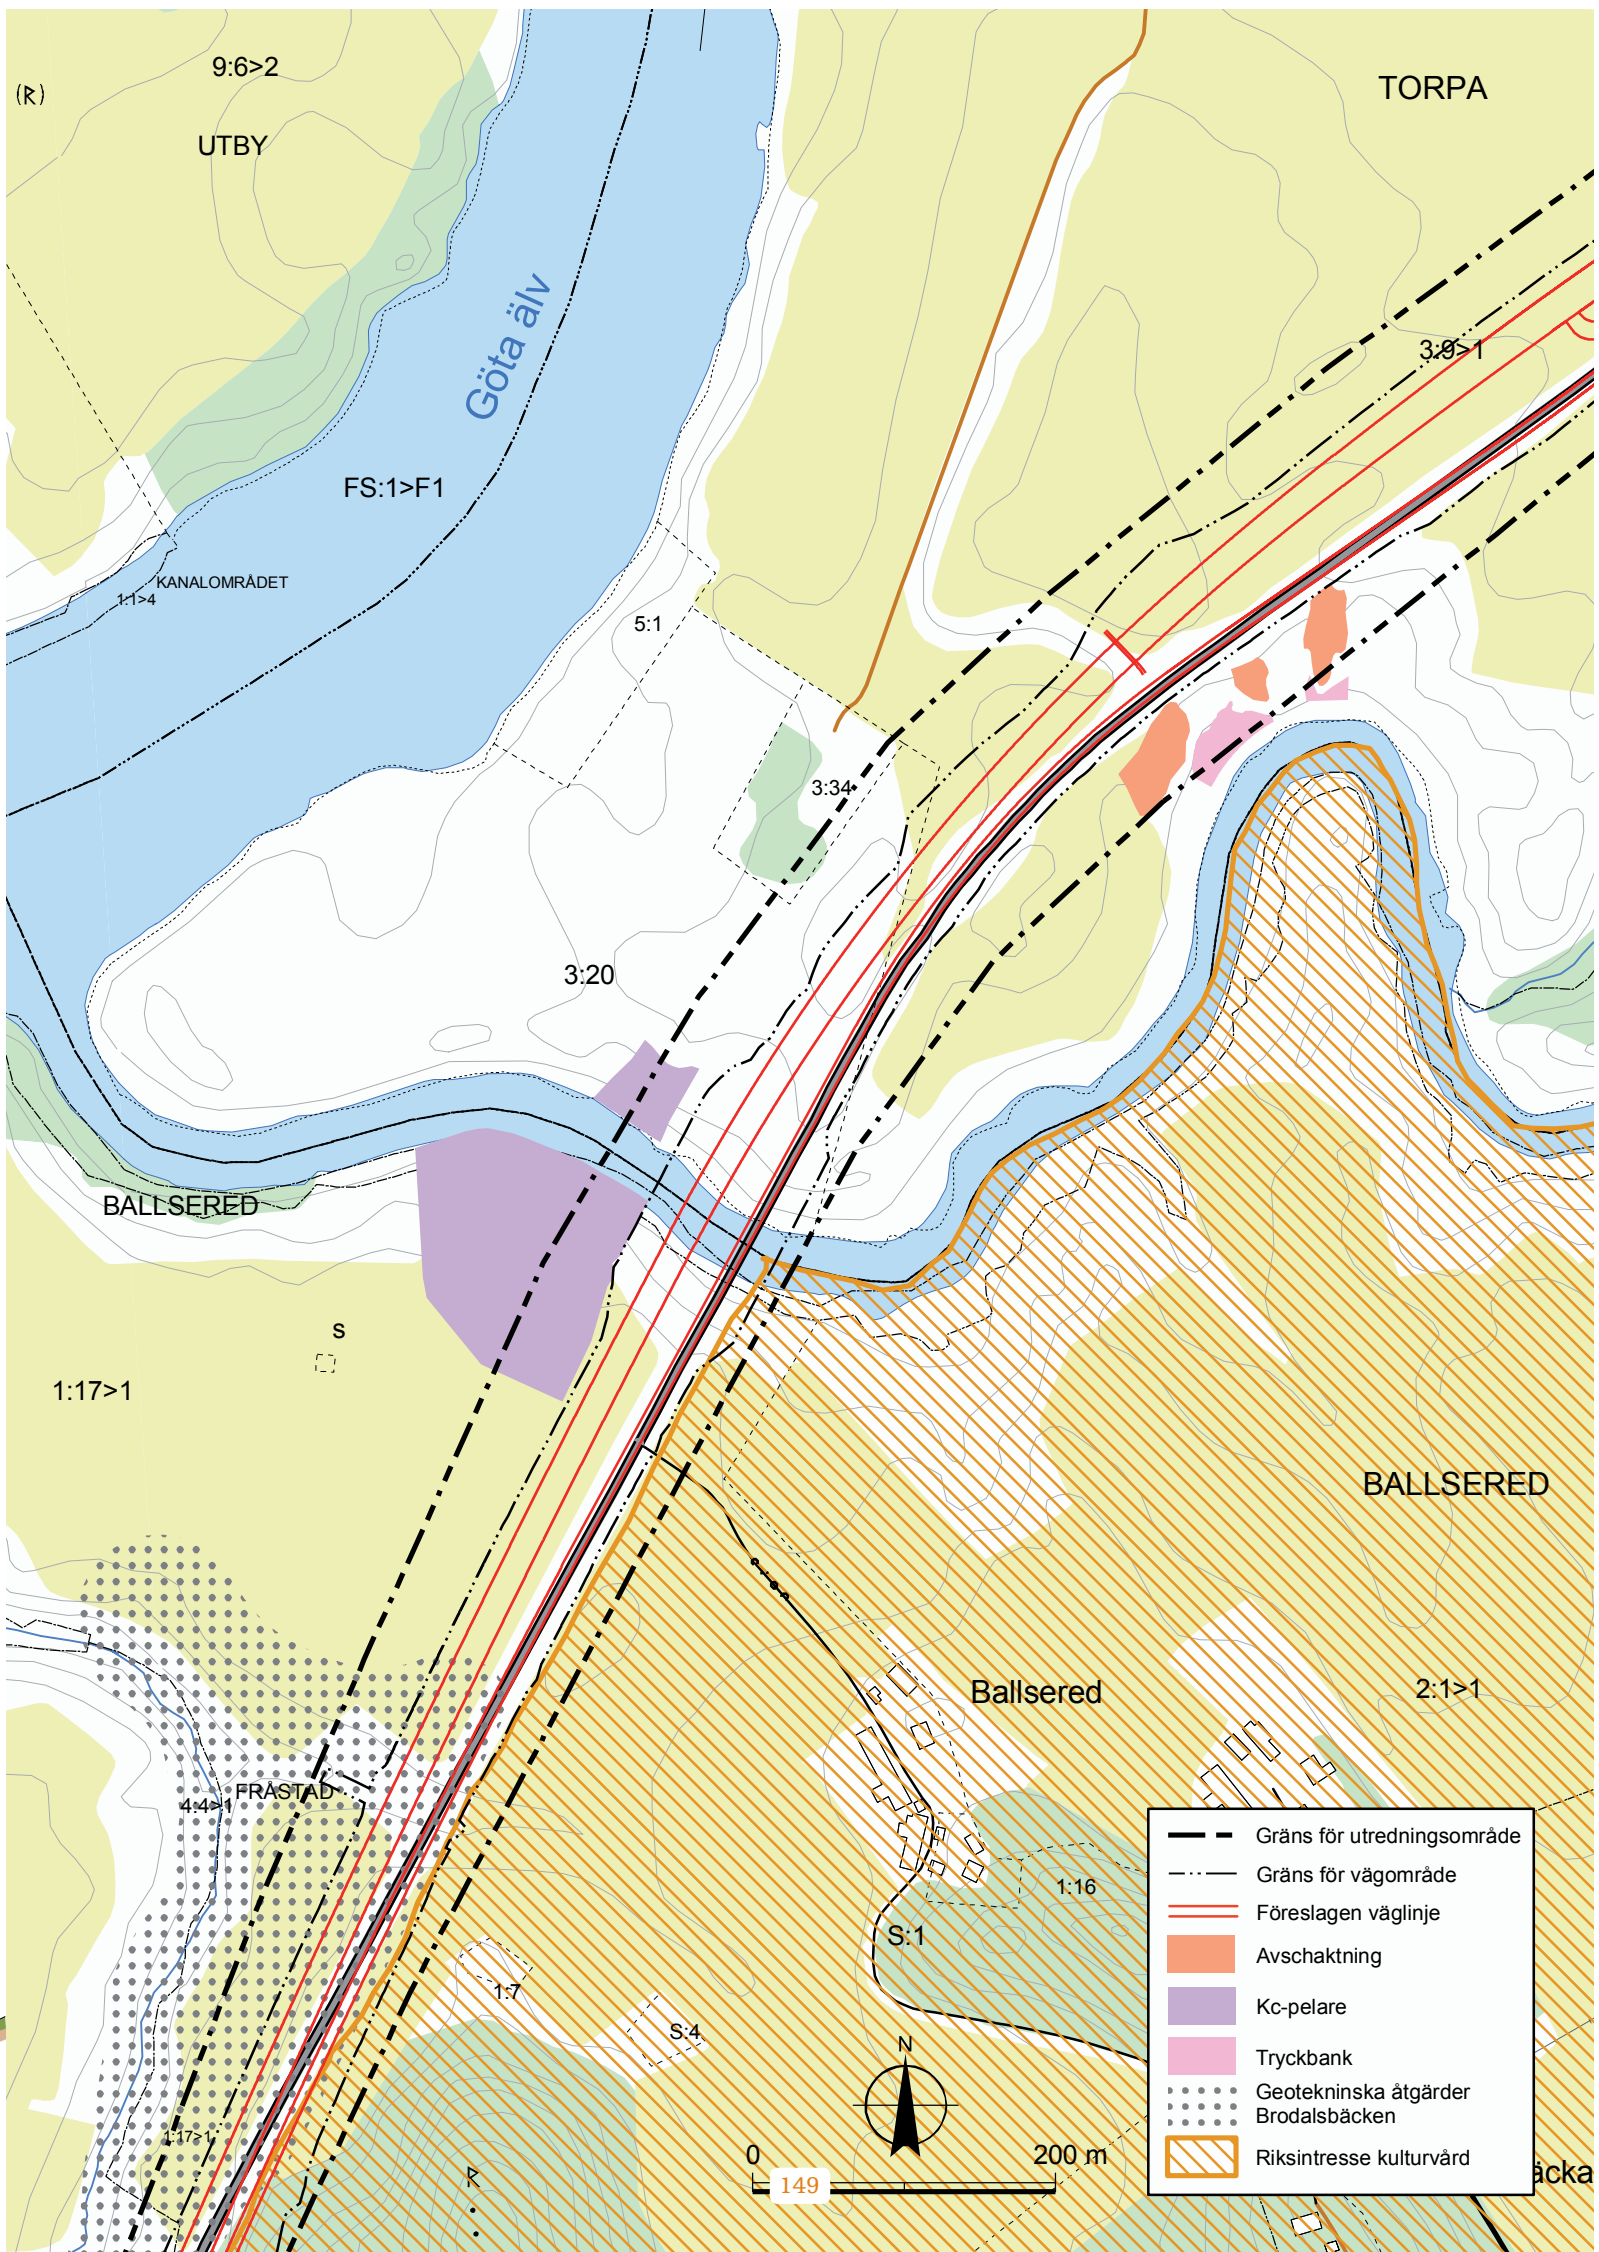 9:6>2
(R)
TORPA
UTBY
Göta älv
3:9>1
FS:1>F1
KANALOMRÅDET
1:1>4
5:1
3:34
3:20
BALLSERED
s
1:17>1
BALLSERED
Ballsered
2:1>1
FRÅSTAD
4:4>1
1:16
S:1
1:7
S:4
1:17>1
R
N
0
200 m
149
Gräns för utredningsområde
Gräns för vägområde
Föreslagen väglinje
Avschaktning
Kc-pelare
Tryckbank
Geotekninska åtgärder
Brodalsbäcken
Riksintresse kulturvård
äcka